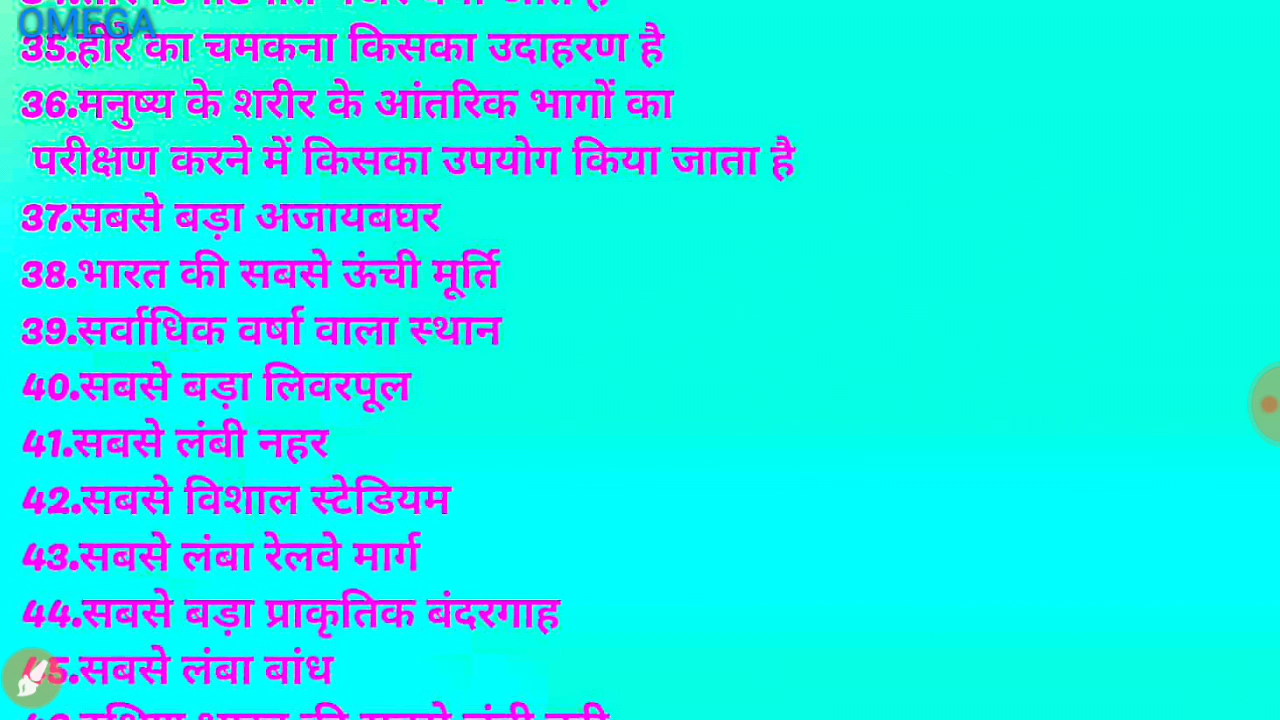 OMEGA
35.हीरे का चमकना किसका उदाहरण है
36.मनुष्य के शरीर के आंतरिक भागों का
परीक्षण करने में किसका उपयोग किया जाता है
37.सबसे बड़ा अजायबघर
38.भारत की सबसे ऊंची मूर्ति
39.सर्वाधिक वर्षा वाला स्थान
40.सबसे बड़ा लिवरपूल
41.सबसे लंबी नहर
42.सबसे विशाल स्टेडियम
43.सबसे लंबा रेलवे मार्ग
44.सबसे बड़ा प्राकृतिक बंदरगाह
45.सबसे लंबा बांध